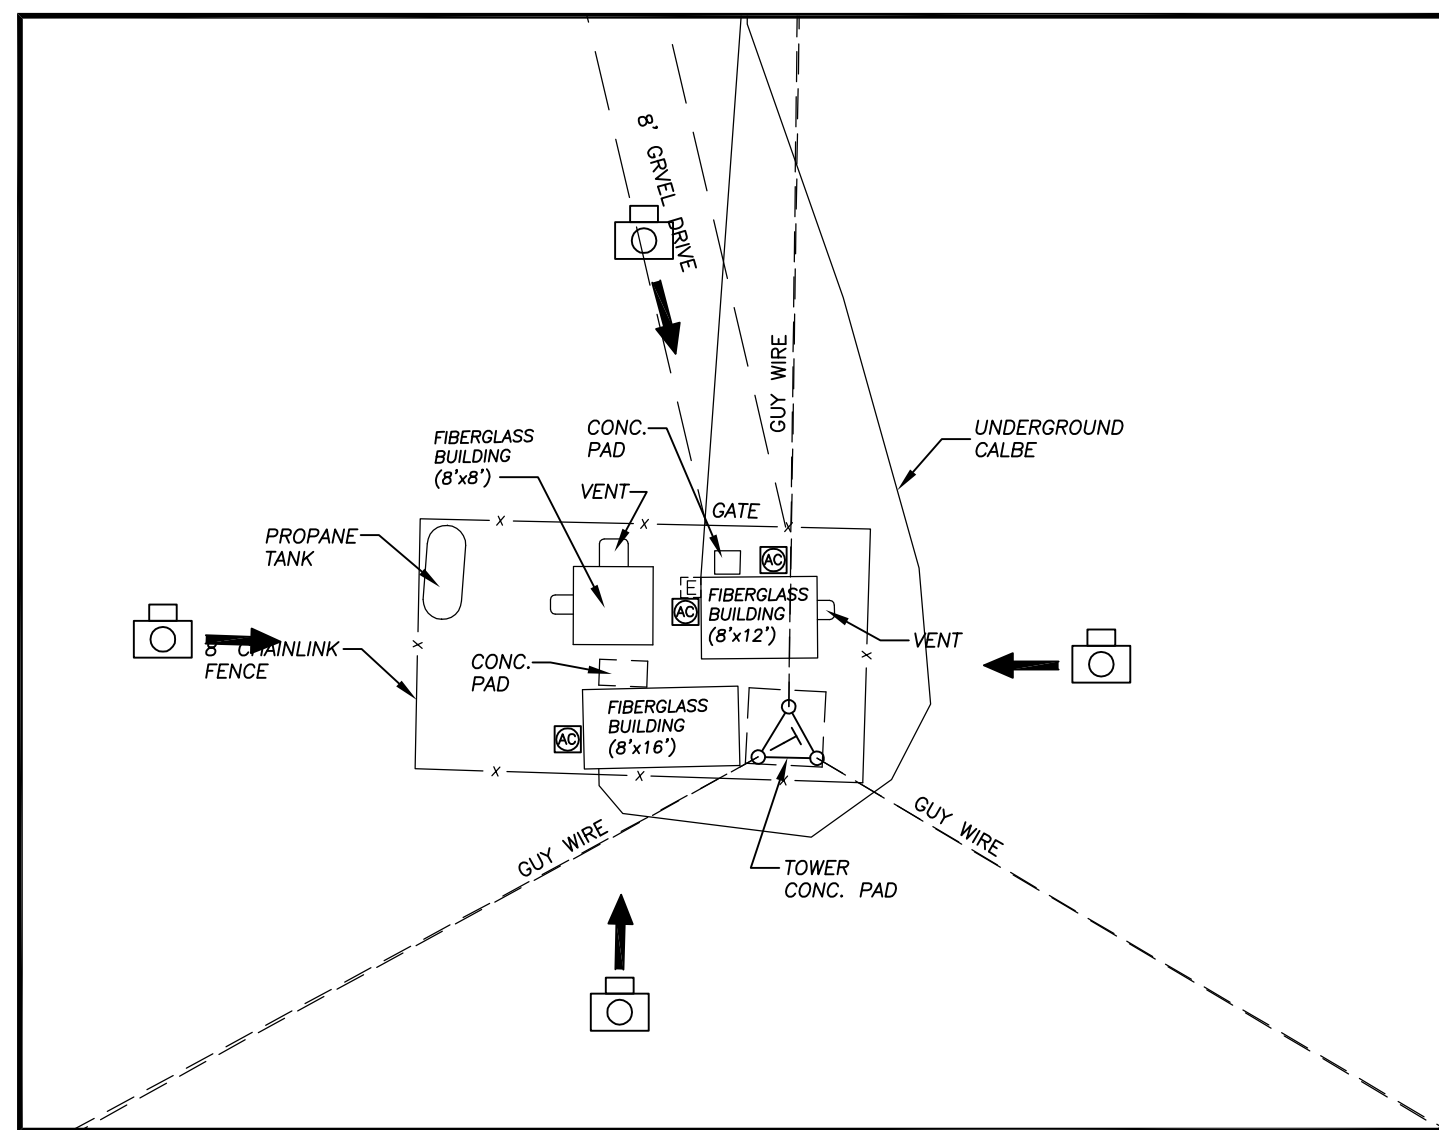 8' GRVEL DRIVE
GUY WIRE
UNDERGROUND
CALBE
FIBERGLASS
BUILDING
(8'x8')
CONC.
PAD
VENT
GATE
PROPANE
TANK
X
X
X
AC
E
AC
FIBERGLASS
BUILDING
(8'x12')
VENT
X
X
8' CHAINLINK
FENCE
CONC.
PAD
FIBERGLASS
BUILDING
(8'x16')
AC
T
X
X
X
GUY WIRE
GUY WIRE
TOWER
CONC. PAD